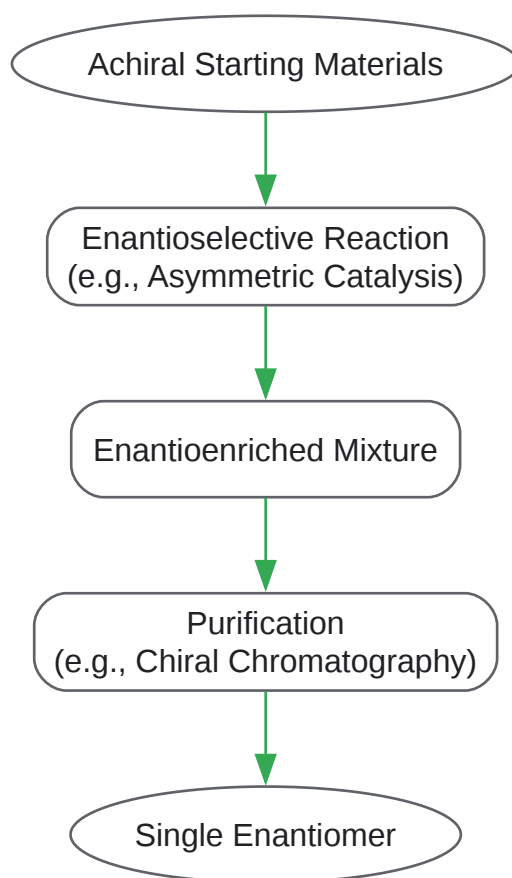 Achiral Starting Materials
Enantioselective Reaction
(e.g., Asymmetric Catalysis)
Enantioenriched Mixture
Purification
(e.g., Chiral Chromatography)
Single Enantiomer